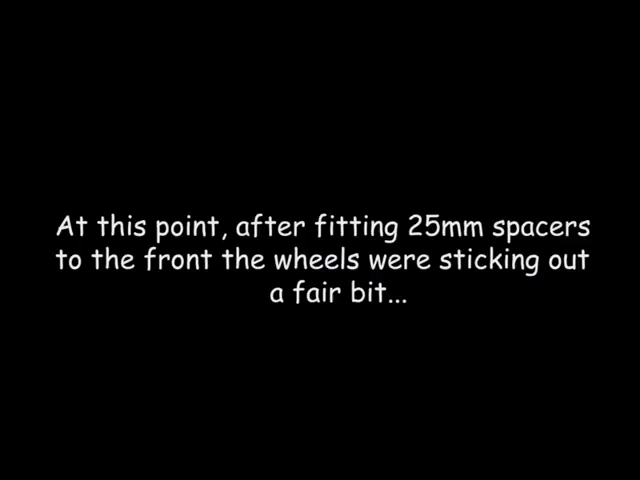 At this point, after fitting 25mm spacers
to the front the wheels were sticking out
a fair bit...